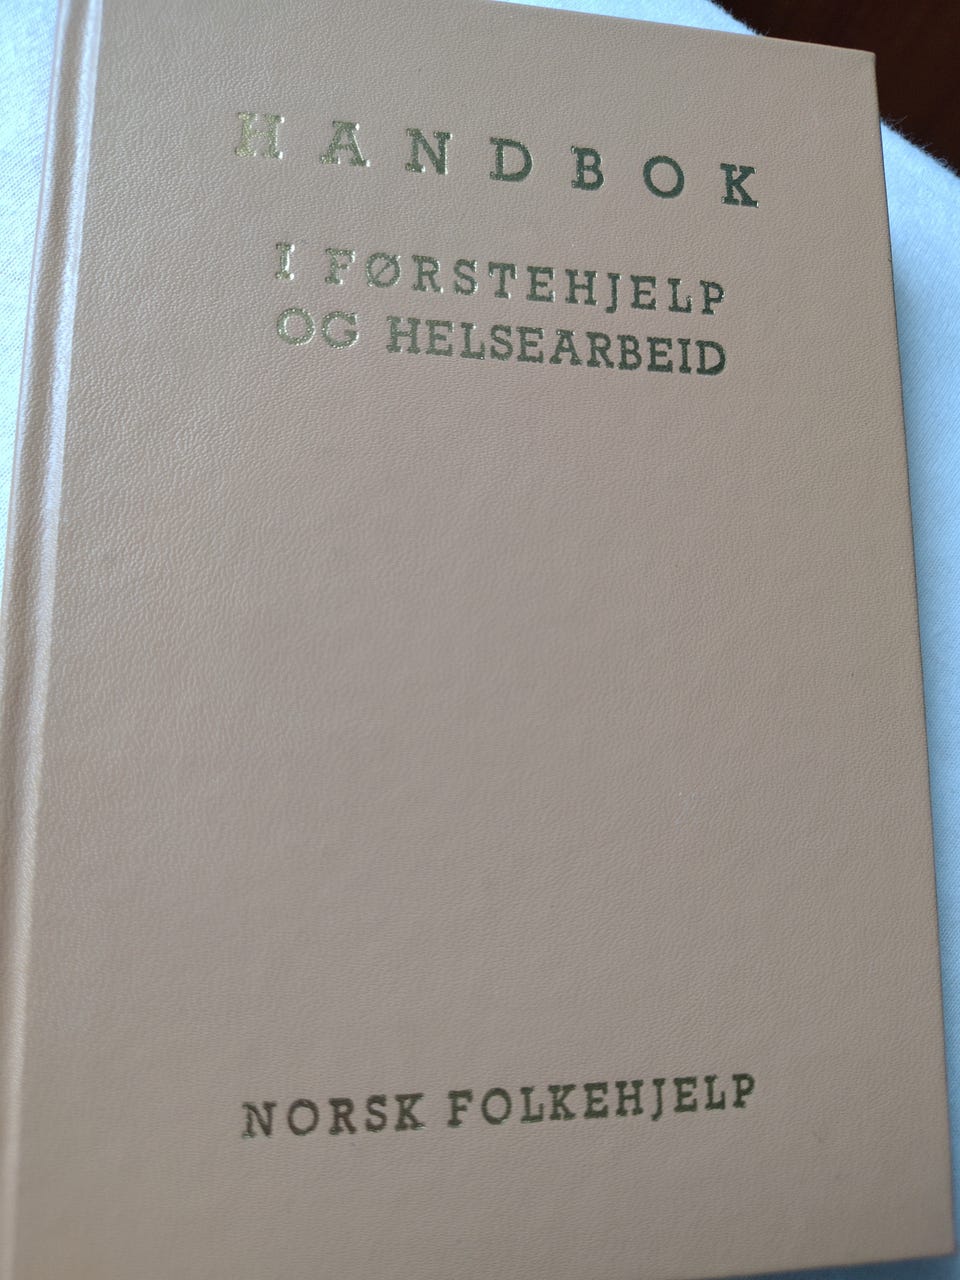 HANDBOK
I FØRSTEHJELP
OG HELSEARBEID
NORSK FOLKEHJELP